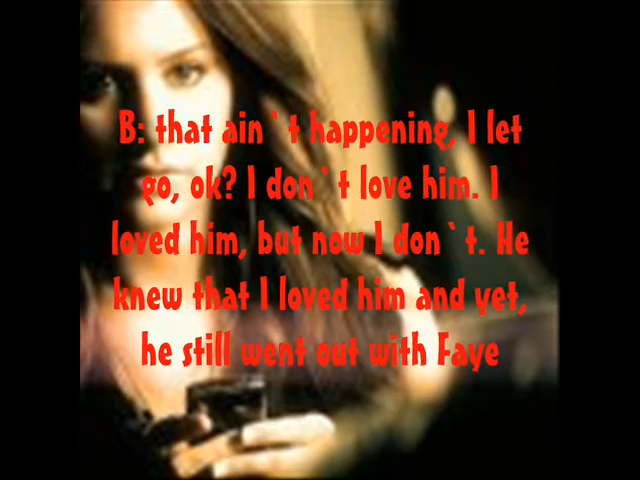 B: that ain`t happening, I let
go, ok? I don`t love him. I
loved him, but now I don`t. He
knew that I loved him and yet,
he still went out with Faye